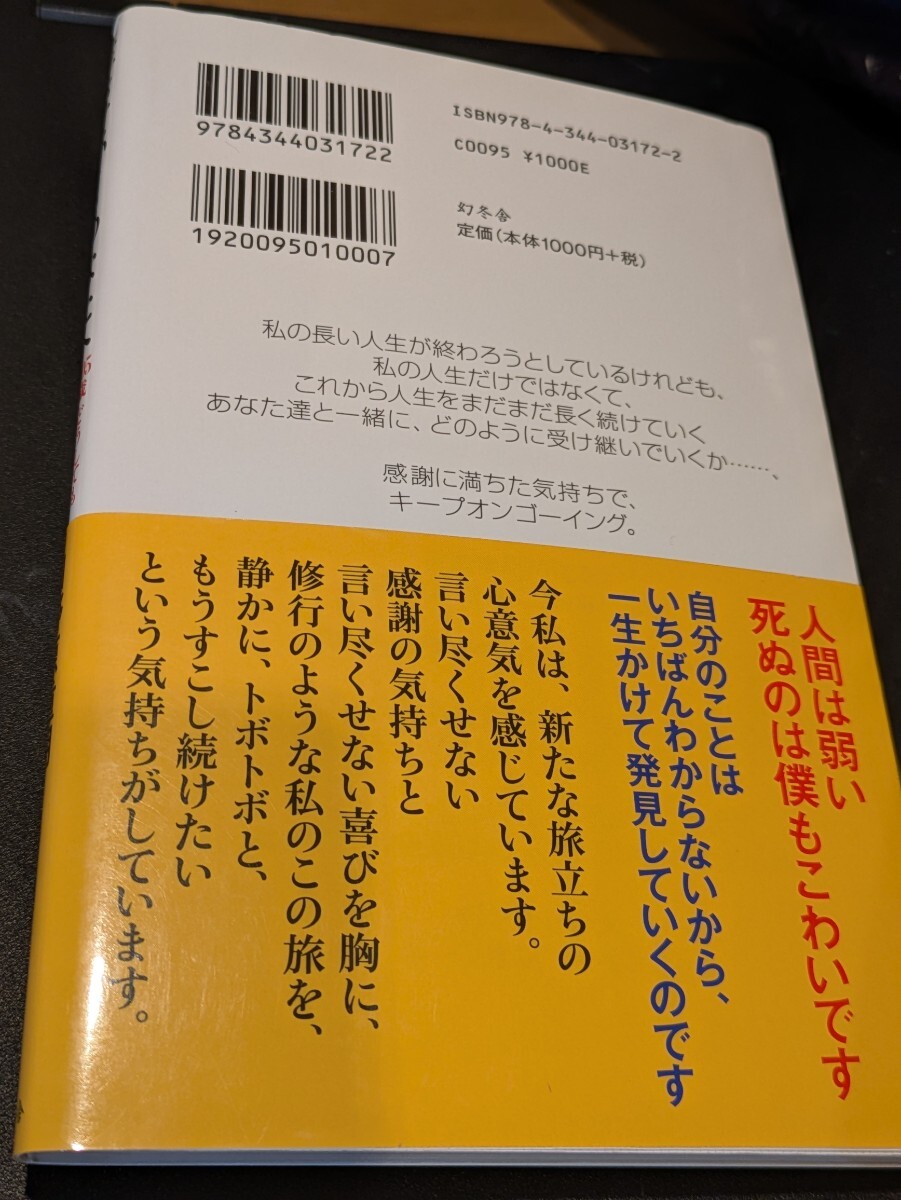 ISBN978-4-344-03172-2
C0095 ¥1000E
9784344031722
1920095010007
幻冬舎
定価(本体1000円+税)
私の長い人生が終わろうとしているけれども、
私の人生だけではなくて、
これから人生をまだまだ長く続けていく
あなた達と一緒に、どのように受け継いでいくか……、
感謝に満ちた気持ちで、
キープオンゴーイング。
人間は弱い
死ぬのは僕もこわいです
自分のことは
いちばんわからないから、
一生かけて発見していくのです
今私は、新たな旅立ちの
心意気を感じています。
言い尽くせない
感謝の気持ちと
言い尽くせない喜びを胸に、
修行のような私のこの旅を、
静かに、トボトボと、
もうすこし続けたい
という気持ちがしています。